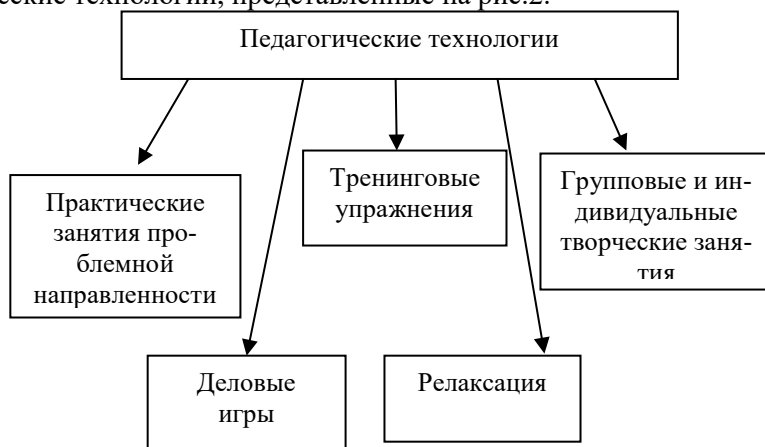 ские технологии, представленные на рис.2.
Педагогические технологии
Практические
занятия про-
блемной
направленности
Тренинговые
упражнения
Групповые и ин-
дивидуальные
творческие заня-
тия
Деловые
игры
Релаксация